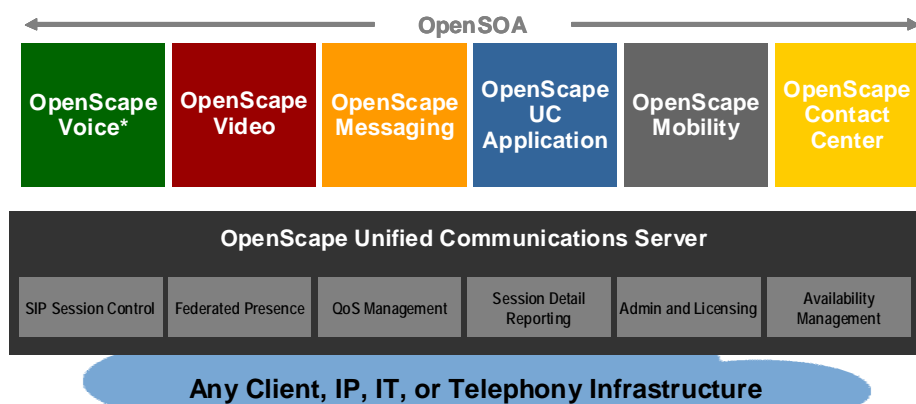 OpenSOA
OpenScape
Voice*
OpenScape
Video
OpenScape
Messaging
OpenScape
UC
Application
OpenScape
Mobility
OpenScape
Contact
Center
OpenScape Unified Communications Server
SIP Session Control
Federated Presence
QoS Management
Session Detail
Reporting
Admin and Licensing
Availability
Management
Any Client, IP, IT, or Telephony Infrastructure